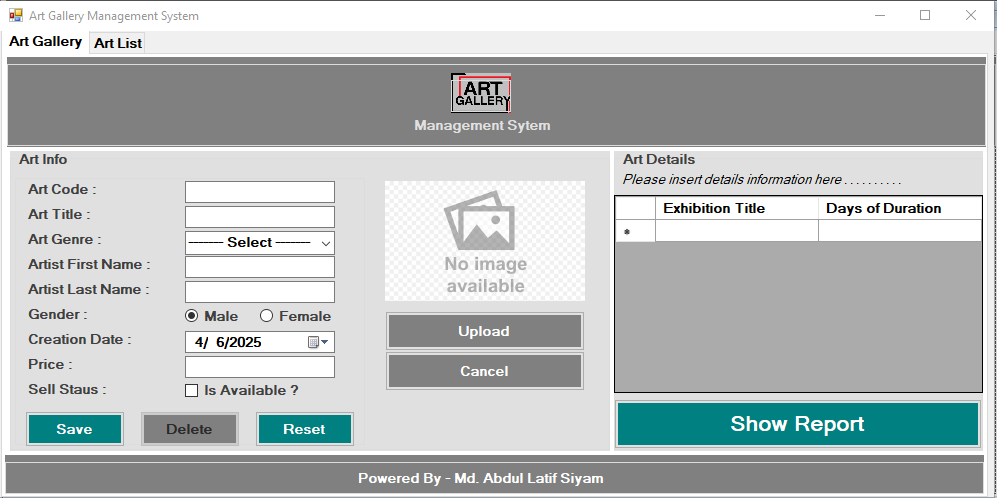 Art Gallery Management System
Art Gallery Art List
ART
GALLERY
Management Sytem
Art Info
Art Code :
Art Title :
Art Genre : ------- Select -------
Artist First Name :
Artist Last Name :
Gender : Male Female
Creation Date : 4/ 6/2025
Price :
Sell Staus : Is Available ?
Save Delete Reset
No image
available
Upload
Cancel
Art Details
Please insert details information here . . . . . . . . . .
Exhibition Title Days of Duration
*
Show Report
Powered By - Md. Abdul Latif Siyam